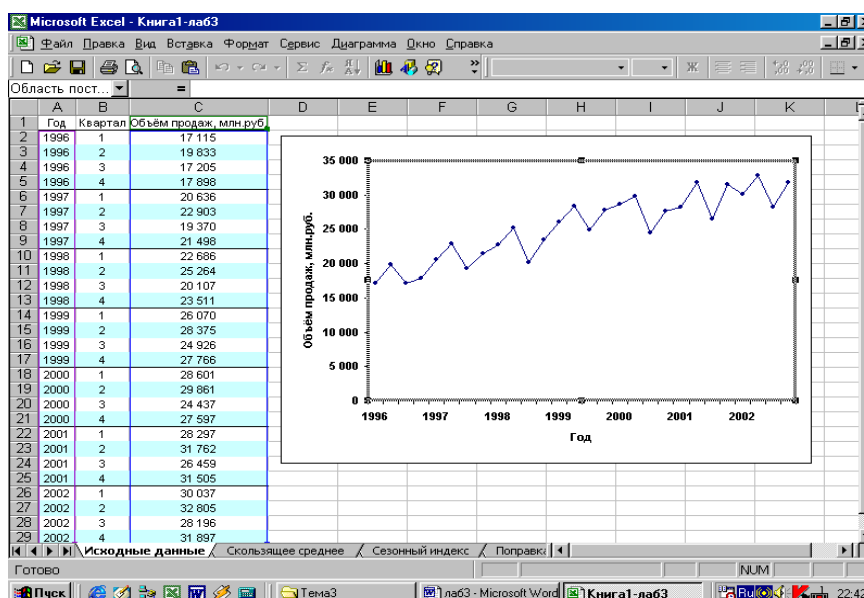 Microsoft Excel - Книга1-лаб3
Файл Правка Вид Вставка Формат Сервис Диаграмма Окно Справка
Ж
Область пост... =
A B C D E F G H I J K
1 Год Квартал Объём продаж, млн.руб.
2 1996 1 17 115
3 1996 2 19 833
4 1996 3 17 205
5 1996 4 17 898
6 1997 1 20 636
7 1997 2 22 903
8 1997 3 19 370
9 1997 4 21 498
10 1998 1 22 686
11 1998 2 25 264
12 1998 3 20 107
13 1998 4 23 511
14 1999 1 26 070
15 1999 2 28 375
16 1999 3 24 926
17 1999 4 27 766
18 2000 1 28 601
19 2000 2 29 861
20 2000 3 24 437
21 2000 4 27 597
22 2001 1 28 297
23 2001 2 31 762
24 2001 3 26 459
25 2001 4 31 505
26 2002 1 30 037
27 2002 2 32 805
28 2002 3 28 196
29 2002 4 31 897
Объём продаж, млн.руб.
35 000
30 000
25 000
20 000
15 000
10 000
5 000
0
1996 1997 1998 1999 2000 2001 2002
Год
Исходные данные Скользящее среднее Сезонный индекс Поправк
Готово NUM
Пуск Тема3 лаб3 - Microsoft Word Книга1-лаб3 Ru 22:4